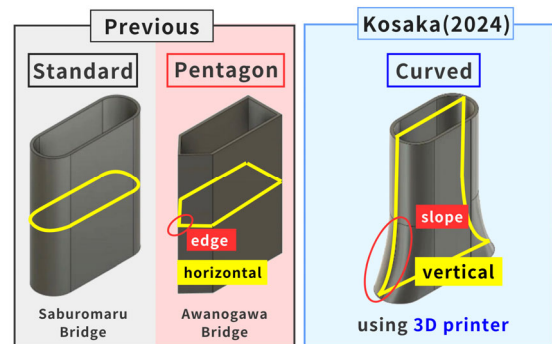 Previous
Standard
Pentagon
edge
horizontal
Saburomaru
Bridge
Awanogawa
Bridge
Kosaka(2024)
Curved
slope
vertical
using 3D printer